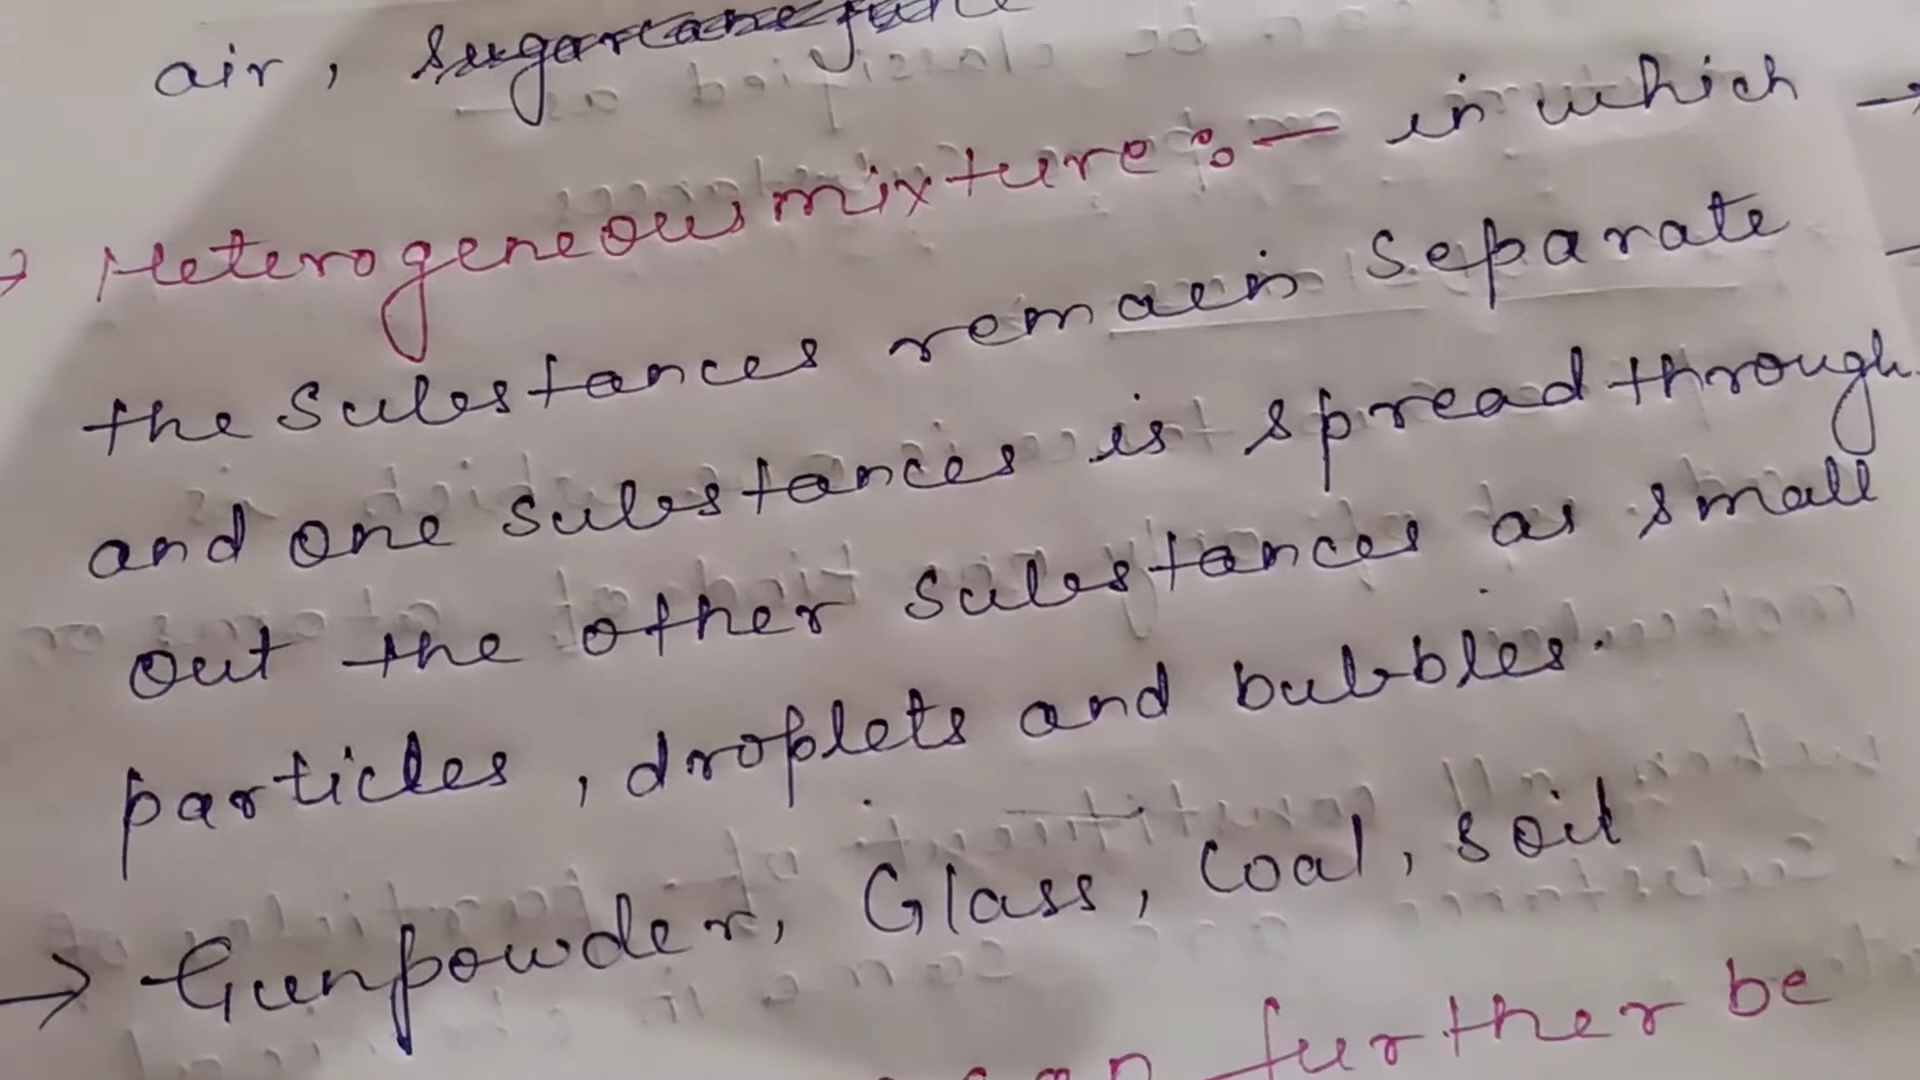 air, sugarcane
→ Heterogeneous mixture :- in which
the substances remain separate
and one substances is spread through
out the other substances as small
particles, droplets and bubbles.
→ Gunpowder, Glass, Coal, soil
further be